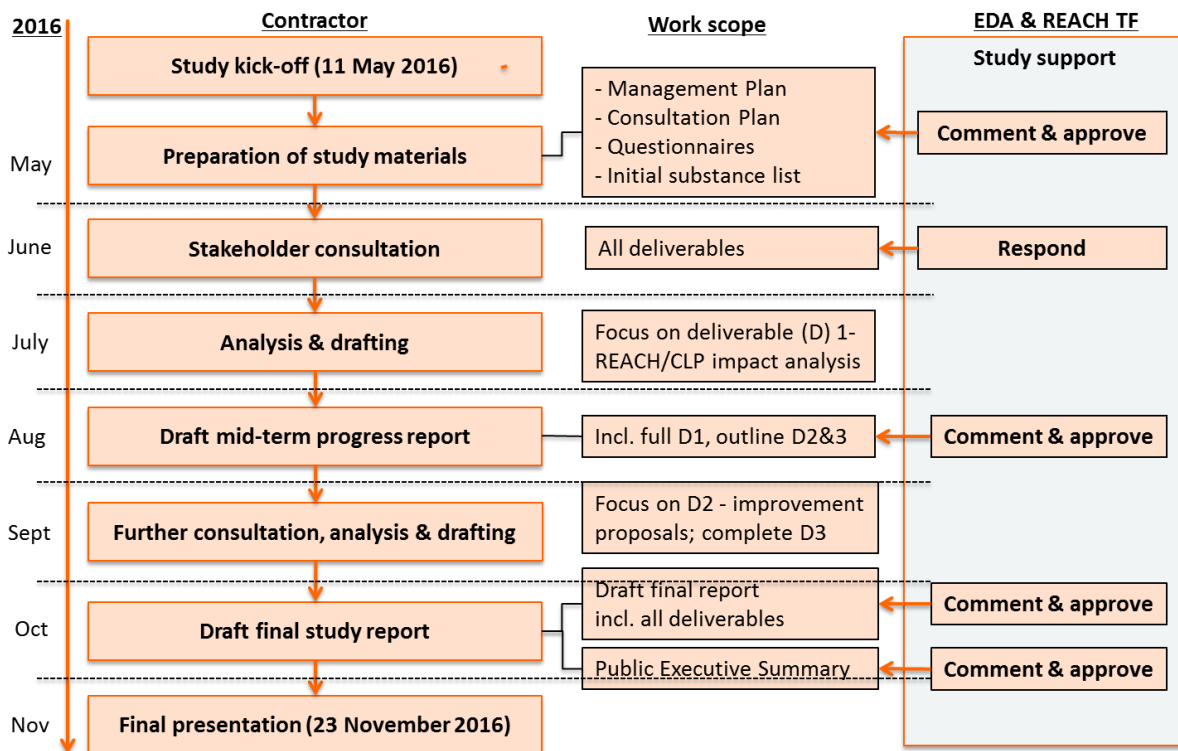 2016
Contractor
Work scope
EDA & REACH TF
Study support
Study kick-off (11 May 2016)
- Management Plan
- Consultation Plan
- Questionnaires
- Initial substance list
Comment & approve
Preparation of study materials
May
June
Stakeholder consultation
All deliverables
Respond
July
Analysis & drafting
Focus on deliverable (D) 1-
REACH/CLP impact analysis
Aug
Draft mid-term progress report
Incl. full D1, outline D2&3
Comment & approve
Sept
Further consultation, analysis & drafting
Focus on D2 - improvement
proposals; complete D3
Oct
Draft final study report
Draft final report
incl. all deliverables
Comment & approve
Public Executive Summary
Comment & approve
Nov
Final presentation (23 November 2016)